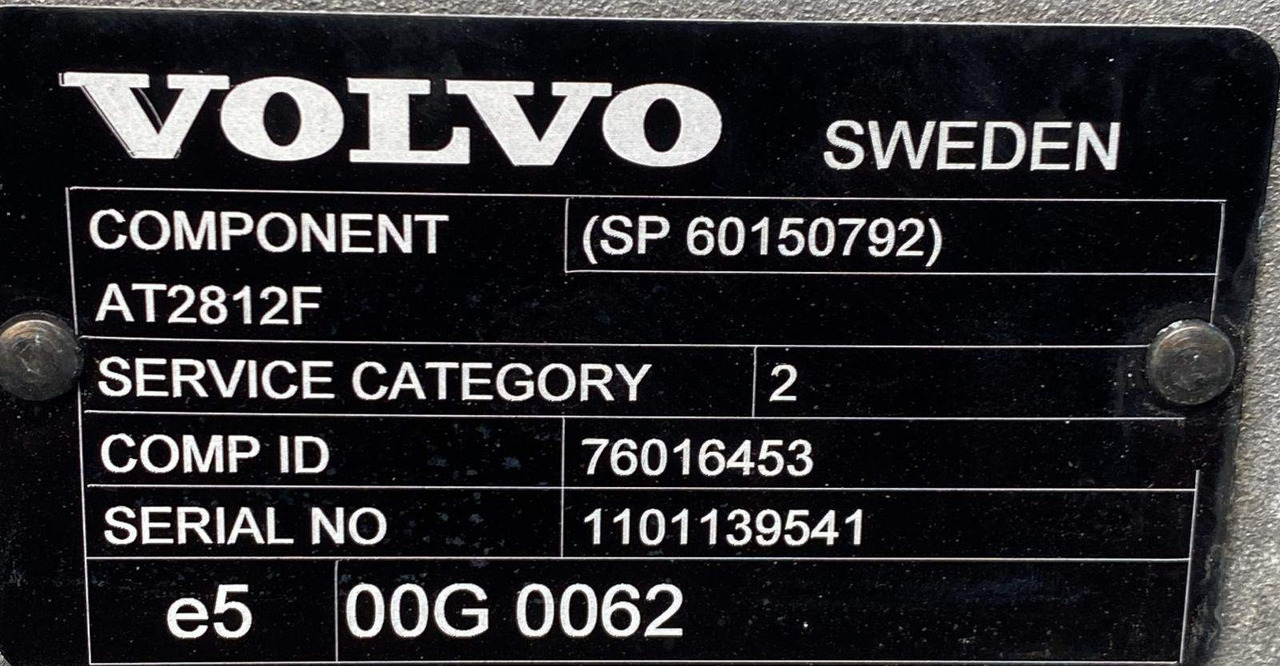 VOLVO SWEDEN
COMPONENT (SP 60150792)
AT2812F
SERVICE CATEGORY 2
COMP ID 76016453
SERIAL NO 1101139541
e5 00G 0062